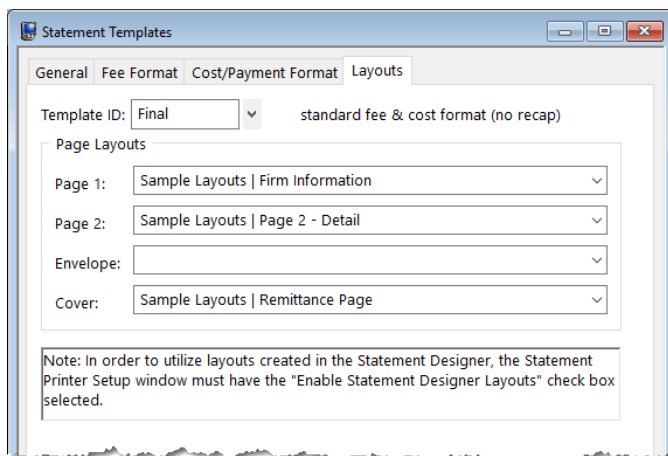 Statement Templates
General Fee Format Cost/Payment Format Layouts
Template ID: Final standard fee & cost format (no recap)
Page Layouts
Page 1: Sample Layouts | Firm Information
Page 2: Sample Layouts | Page 2 - Detail
Envelope:
Cover: Sample Layouts | Remittance Page
Note: In order to utilize layouts created in the Statement Designer, the Statement
Printer Setup window must have the "Enable Statement Designer Layouts" check box
selected.